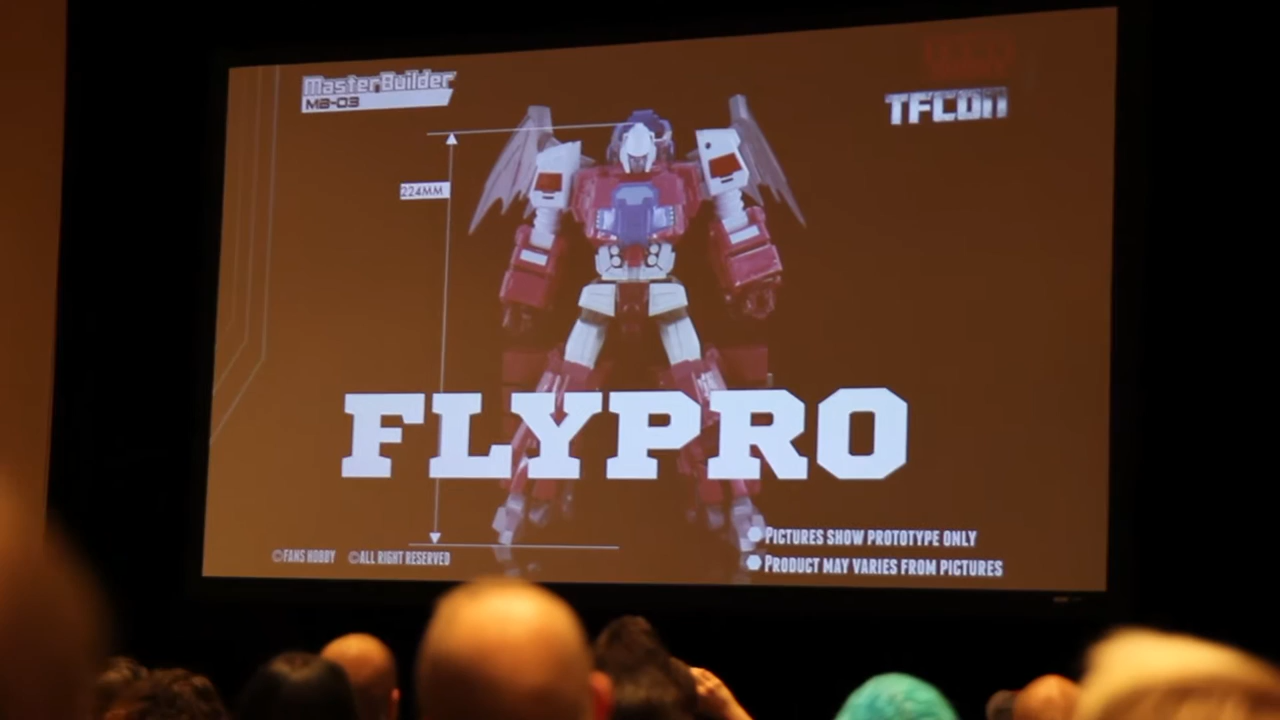 MasterBuilder
MB-03
TFCON
224MM
FLYPRO
PICTURES SHOW PROTOTYPE ONLY
©FANS HOBBY ©ALL RIGHT RESERVED
PRODUCT MAY VARIES FROM PICTURES